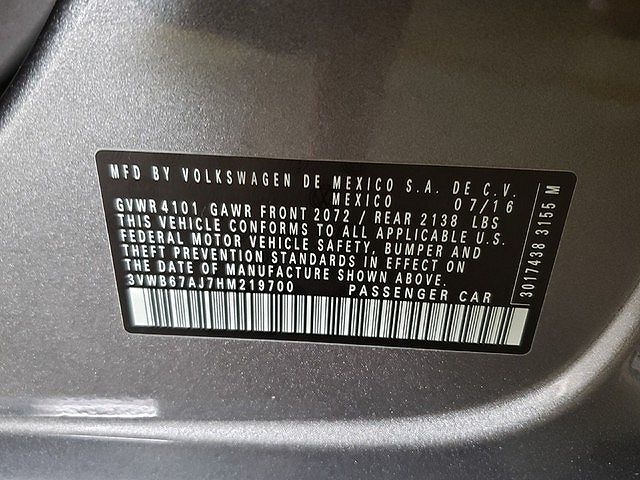 MFD BY VOLKSWAGEN DE MEXICO S.A. DE C.V.
MEXICO 07/16
GVWR 4101 GAWR FRONT 2072 / REAR 2138 LBS
THIS VEHICLE CONFORMS TO ALL APPLICABLE U.S.
FEDERAL MOTOR VEHICLE SAFETY, BUMPER AND
THEFT PREVENTION STANDARDS IN EFFECT ON
THE DATE OF MANUFACTURE SHOWN ABOVE.
3VWB67AJ7HM219700 PASSENGER CAR
3017438 3155 M